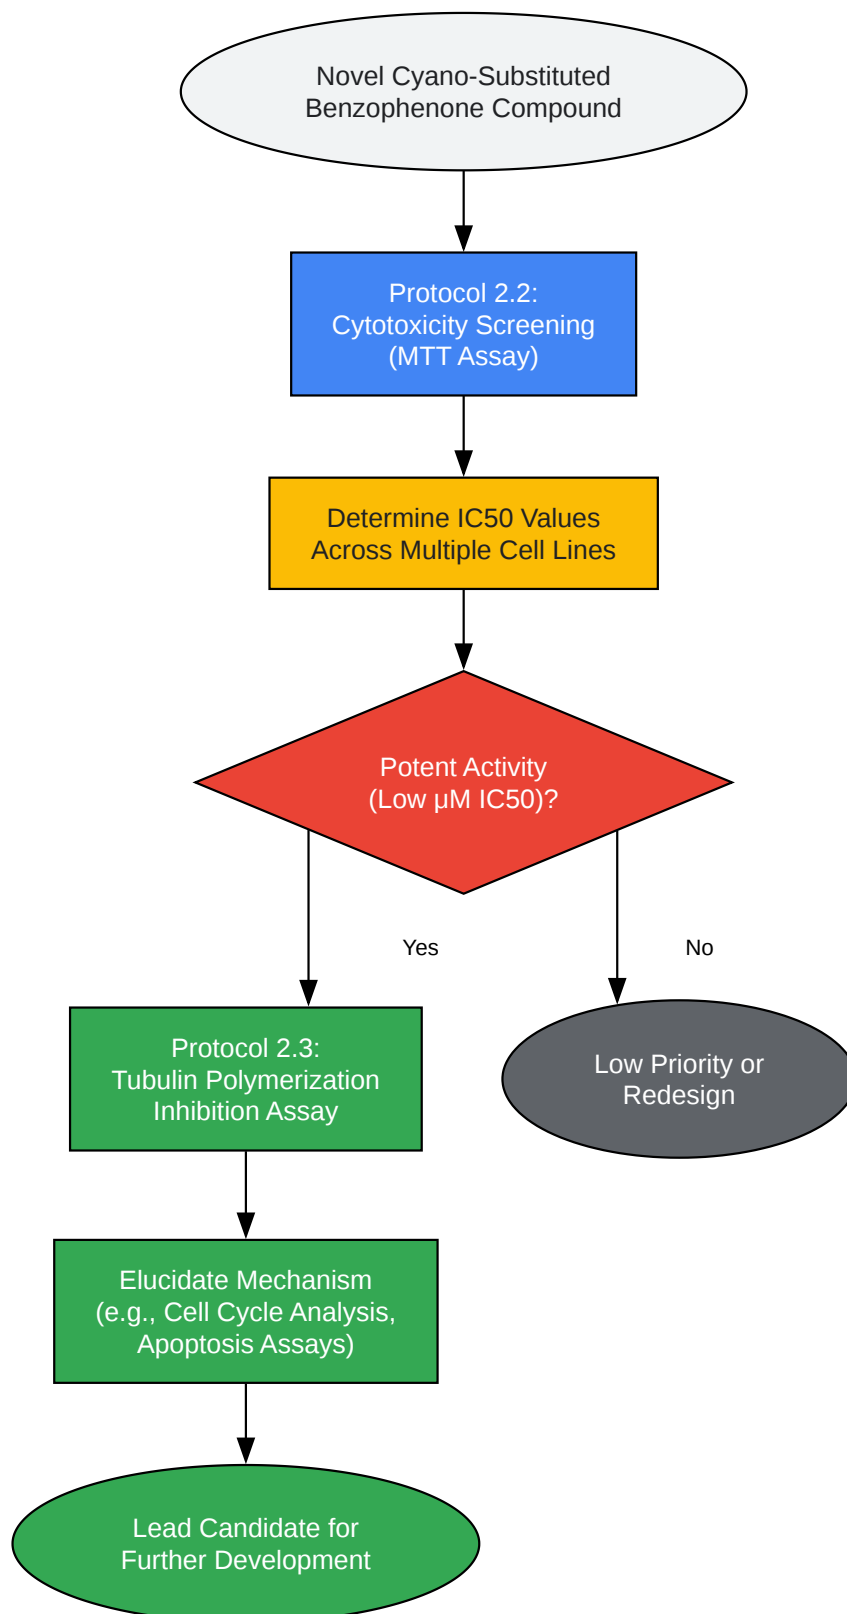 Novel Cyano-Substituted
Benzophenone Compound
Protocol 2.2:
Cytotoxicity Screening
(MTT Assay)
Determine IC50 Values
Across Multiple Cell Lines
Potent Activity
(Low μM IC50)?
Yes
No
Protocol 2.3:
Tubulin Polymerization
Inhibition Assay
Low Priority or
Redesign
Elucidate Mechanism
(e.g., Cell Cycle Analysis,
Apoptosis Assays)
Lead Candidate for
Further Development